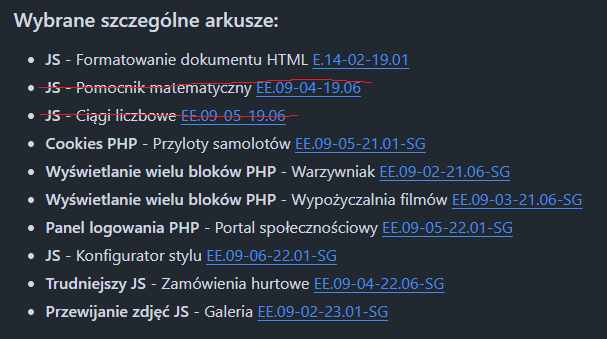 Wybrane szczególne arkusze:
JS - Formatowanie dokumentu HTML E.14-02-19.01
JS - Pomocnik matematyczny EE.09-04-19.06
JS - Ciągi liczbowe EE.09-05-19.06
Cookies PHP - Przyloty samolotów EE.09-05-21.01-SG
Wyświetlanie wielu bloków PHP - Warzywniak EE.09-02-21.06-SG
Wyświetlanie wielu bloków PHP - Wypożyczalnia filmów EE.09-03-21.06-SG
Panel logowania PHP - Portal społecznościowy EE.09-05-22.01-SG
JS - Konfigurator stylu EE.09-06-22.01-SG
Trudniejszy JS - Zamówienia hurtowe EE.09-04-22.06-SG
Przewijanie zdjęć JS - Galeria EE.09-02-23.01-SG